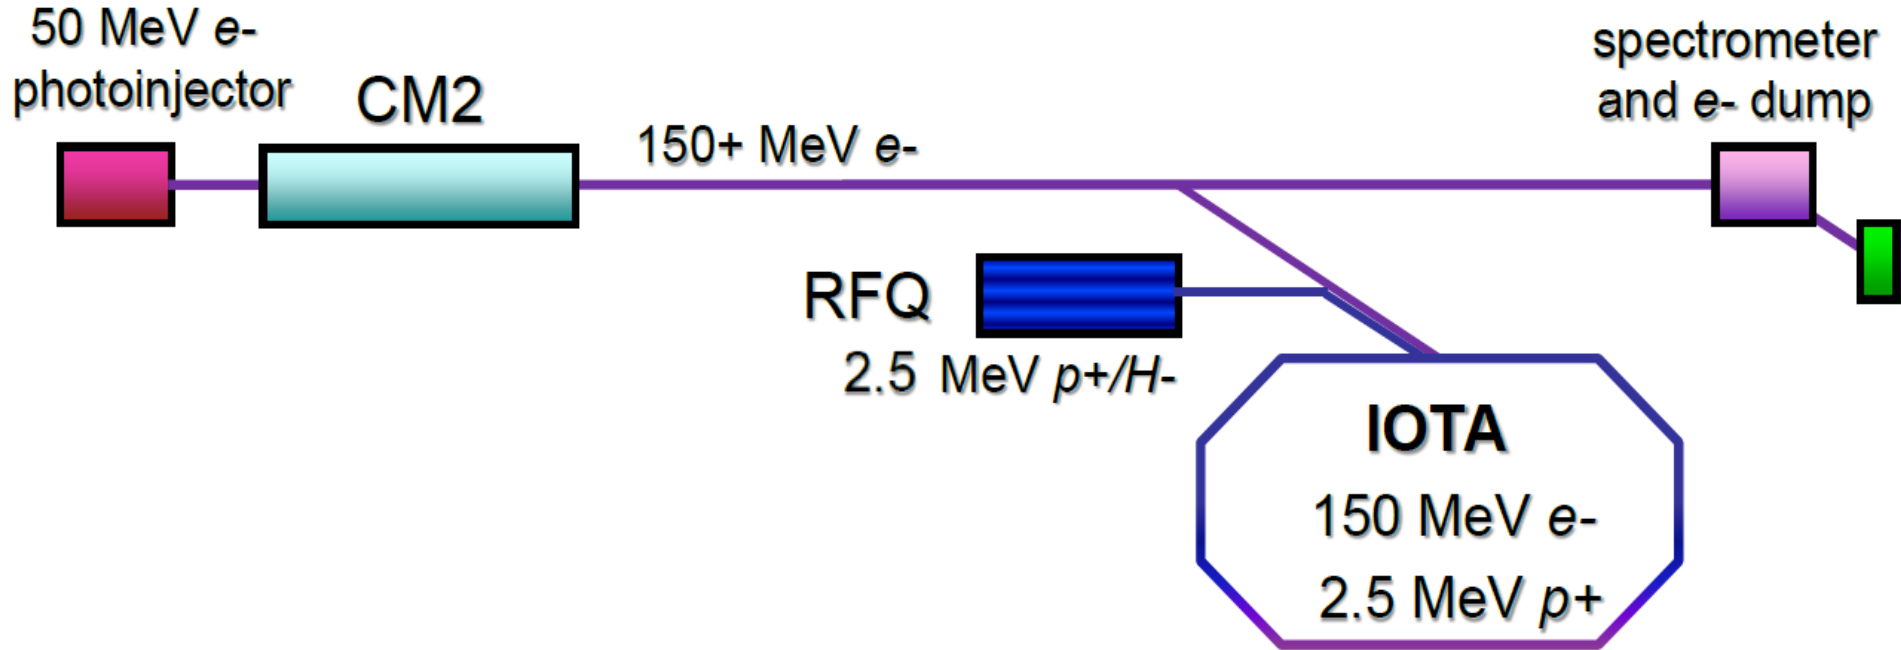 50 MeV e-
photoinjector
CM2
150+ MeV e-
spectrometer
and e- dump
RFQ
2.5 MeV p+/H-
IOTA
150 MeV e-
2.5 MeV p+